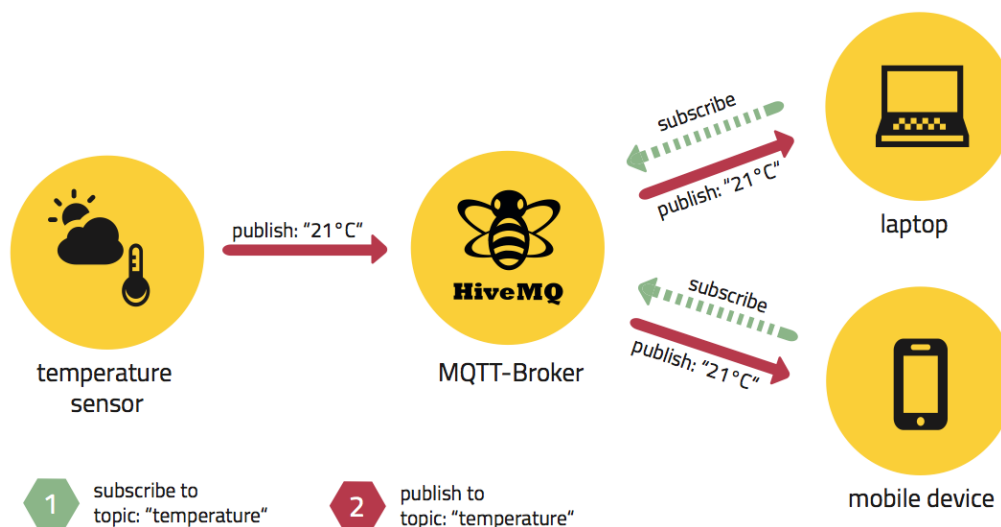 subscribe
publish: "21°C"
laptop
publish: "21°C"
HiveMQ
subscribe
publish: "21°C"
temperature
sensor
MQTT-Broker
mobile device
1
subscribe to
topic: "temperature"
2
publish to
topic: "temperature"